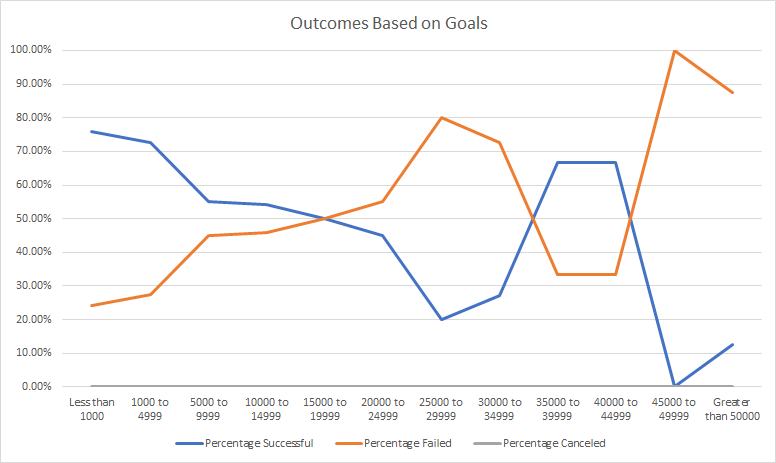 Outcomes Based on Goals
100.00%
90.00%
80.00%
70.00%
60.00%
50.00%
40.00%
30.00%
20.00%
10.00%
0.00%
Less than 1000
1000 to 4999
5000 to 9999
10000 to 14999
15000 to 19999
20000 to 24999
25000 to 29999
30000 to 34999
35000 to 39999
40000 to 44999
45000 to 49999
Greater than 50000
Percentage Successful
Percentage Failed
Percentage Canceled